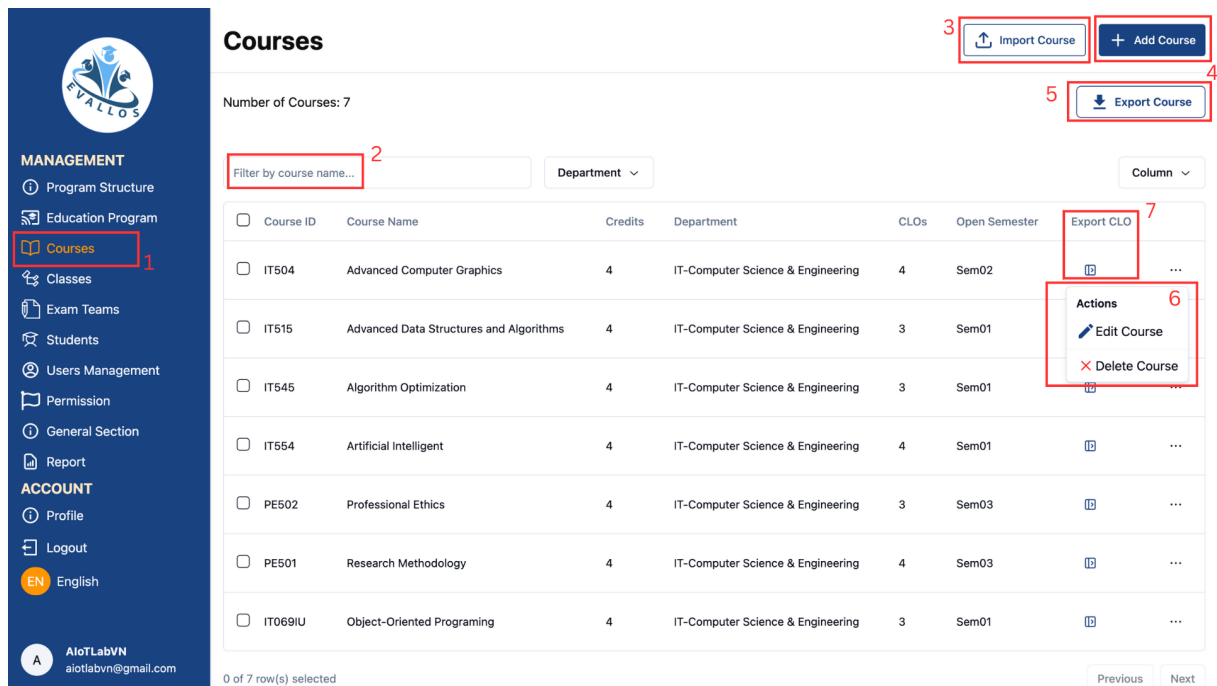 EVALLOS
MANAGEMENT
Program Structure
Education Program
Courses
1
Classes
Exam Teams
Students
Users Management
Permission
General Section
Report
ACCOUNT
Profile
Logout
EN English
A
AIoTLabVN
aiotlabvn@gmail.com
Courses
3
Import Course
+ Add Course
4
Number of Courses: 7
5
Export Course
2
Filter by course name...
Department
Column
7
Course ID Course Name Credits Department CLOs Open Semester Export CLO
IT504 Advanced Computer Graphics 4 IT-Computer Science & Engineering 4 Sem02 ...
Actions 6
Edit Course
Delete Course
IT515 Advanced Data Structures and Algorithms 4 IT-Computer Science & Engineering 3 Sem01
IT545 Algorithm Optimization 4 IT-Computer Science & Engineering 3 Sem01 ...
IT554 Artificial Intelligent 4 IT-Computer Science & Engineering 4 Sem01 ...
PE502 Professional Ethics 4 IT-Computer Science & Engineering 3 Sem03 ...
PE501 Research Methodology 4 IT-Computer Science & Engineering 4 Sem03 ...
IT069IU Object-Oriented Programing 4 IT-Computer Science & Engineering 3 Sem01 ...
0 of 7 row(s) selected
Previous Next